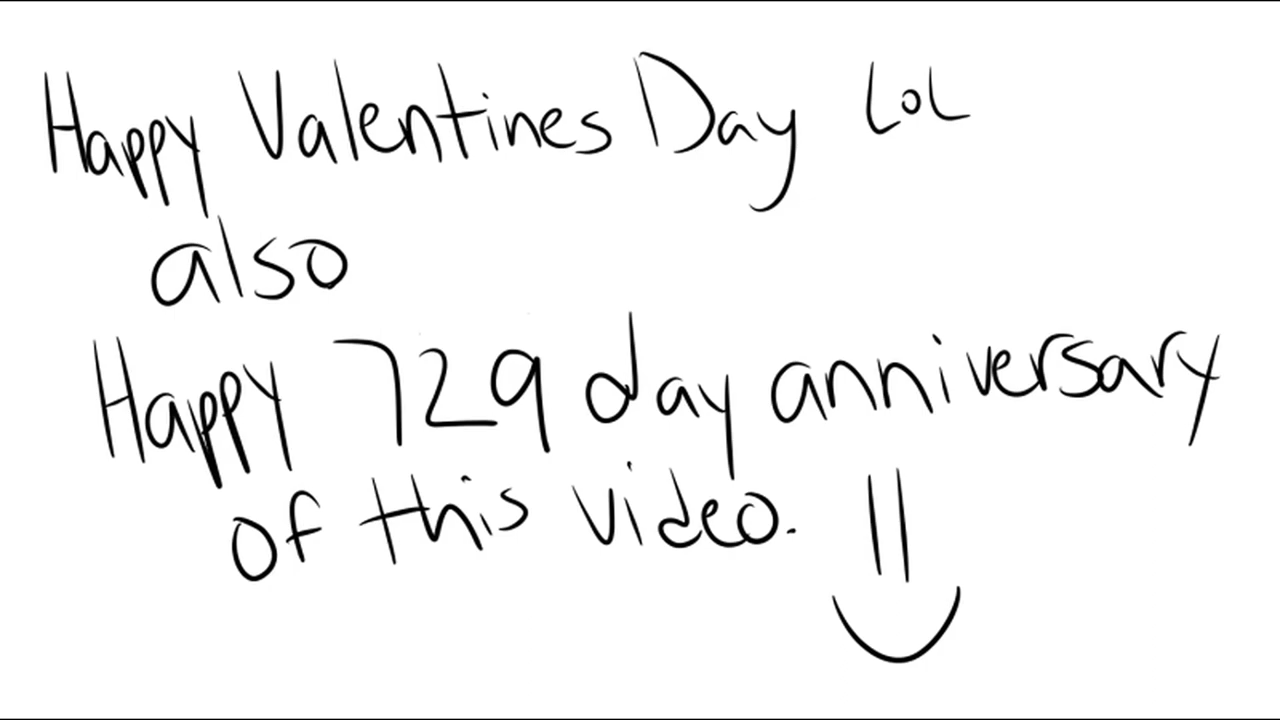 Happy Valentines Day LOL
also
Happy 729 day anniversary
of this video.